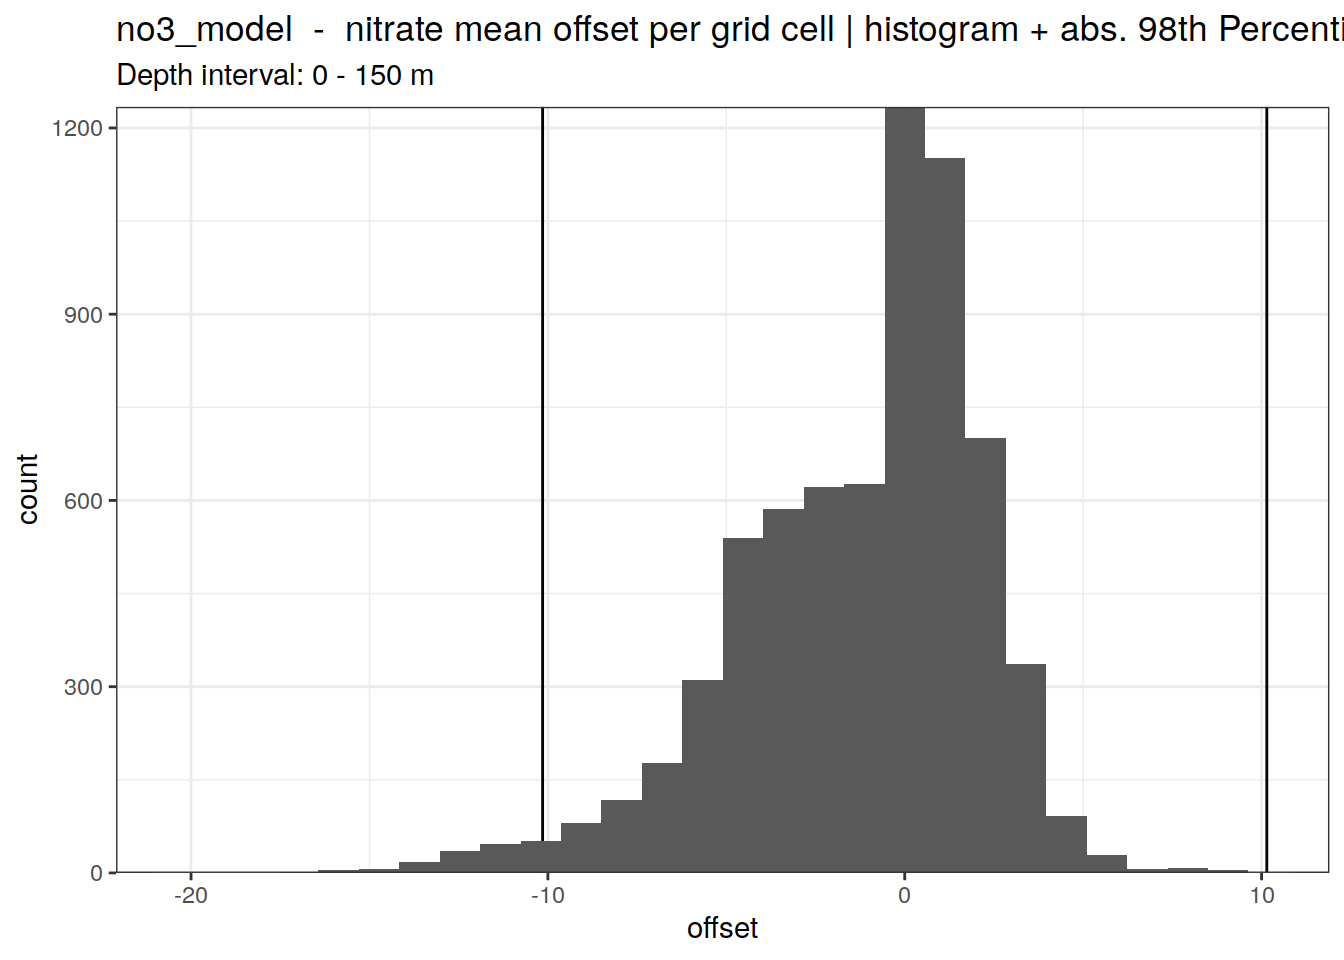 no3_model  -  nitrate mean offset per grid cell | histogram + abs. 98th Percenti
Depth interval: 0 - 150 m
1200
900
600
300
0
count
-20 -10 0 10
offset